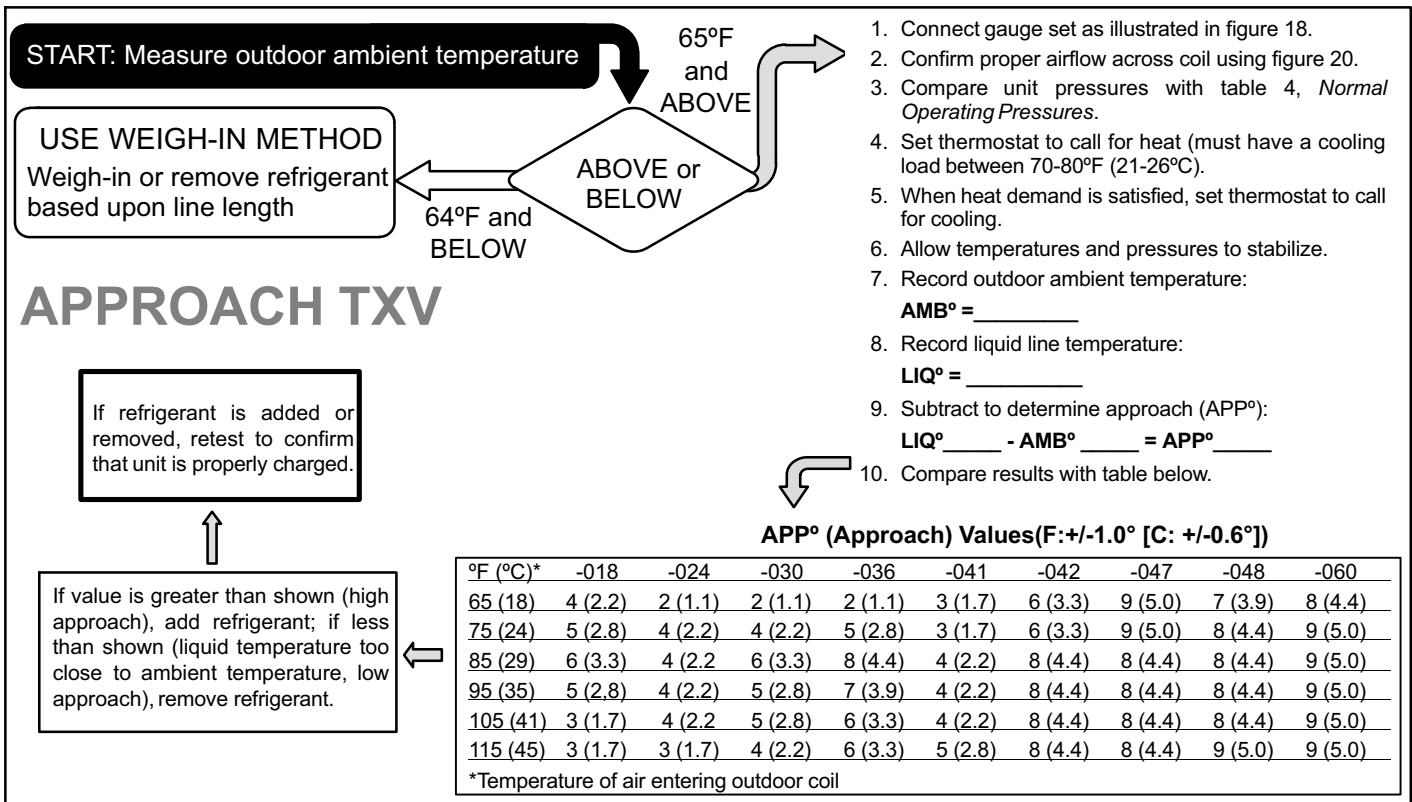 START: Measure outdoor ambient temperature
65ºF
and
ABOVE
ABOVE or
BELOW
64ºF and
BELOW
USE WEIGH-IN METHOD
Weigh-in or remove refrigerant
based upon line length
APPROACH TXV
1. Connect gauge set as illustrated in figure 18.
2. Confirm proper airflow across coil using figure 20.
3. Compare unit pressures with table 4, Normal
Operating Pressures.
4. Set thermostat to call for heat (must have a cooling
load between 70-80ºF (21-26ºC).
5. When heat demand is satisfied, set thermostat to call
for cooling.
6. Allow temperatures and pressures to stabilize.
7. Record outdoor ambient temperature:
AMBº =_________
8. Record liquid line temperature:
LIQº = __________
9. Subtract to determine approach (APPº):
LIQº_____ - AMBº _____ = APPº_____
10. Compare results with table below.
APPº (Approach) Values(F:+/-1.0° [C: +/-0.6°])
ºF (ºC)* -018 -024 -030 -036 -041 -042 -047 -048 -060
65 (18) 4 (2.2) 2 (1.1) 2 (1.1) 2 (1.1) 3 (1.7) 6 (3.3) 9 (5.0) 7 (3.9) 8 (4.4)
75 (24) 5 (2.8) 4 (2.2) 4 (2.2) 5 (2.8) 3 (1.7) 6 (3.3) 9 (5.0) 8 (4.4) 9 (5.0)
85 (29) 6 (3.3) 4 (2.2 6 (3.3) 8 (4.4) 4 (2.2) 8 (4.4) 8 (4.4) 8 (4.4) 9 (5.0)
95 (35) 5 (2,8) 4 (2.2) 5 (2.8) 7 (3.9) 4 (2.2) 8 (4.4) 8 (4.4) 8 (4.4) 9 (5.0)
105 (41) 3 (1.7) 4 (2.2 5 (2.8) 6 (3.3) 4 (2.2) 8 (4.4) 8 (4.4) 8 (4.4) 9 (5.0)
115 (45) 3 (1.7) 3 (1.7) 4 (2.2) 6 (3.3) 5 (2.8) 8 (4.4) 8 (4.4) 9 (5.0) 9 (5.0)
*Temperature of air entering outdoor coil
If value is greater than shown (high
approach), add refrigerant; if less
than shown (liquid temperature too
close to ambient temperature, low
approach), remove refrigerant.
If refrigerant is added or
removed, retest to confirm
that unit is properly charged.